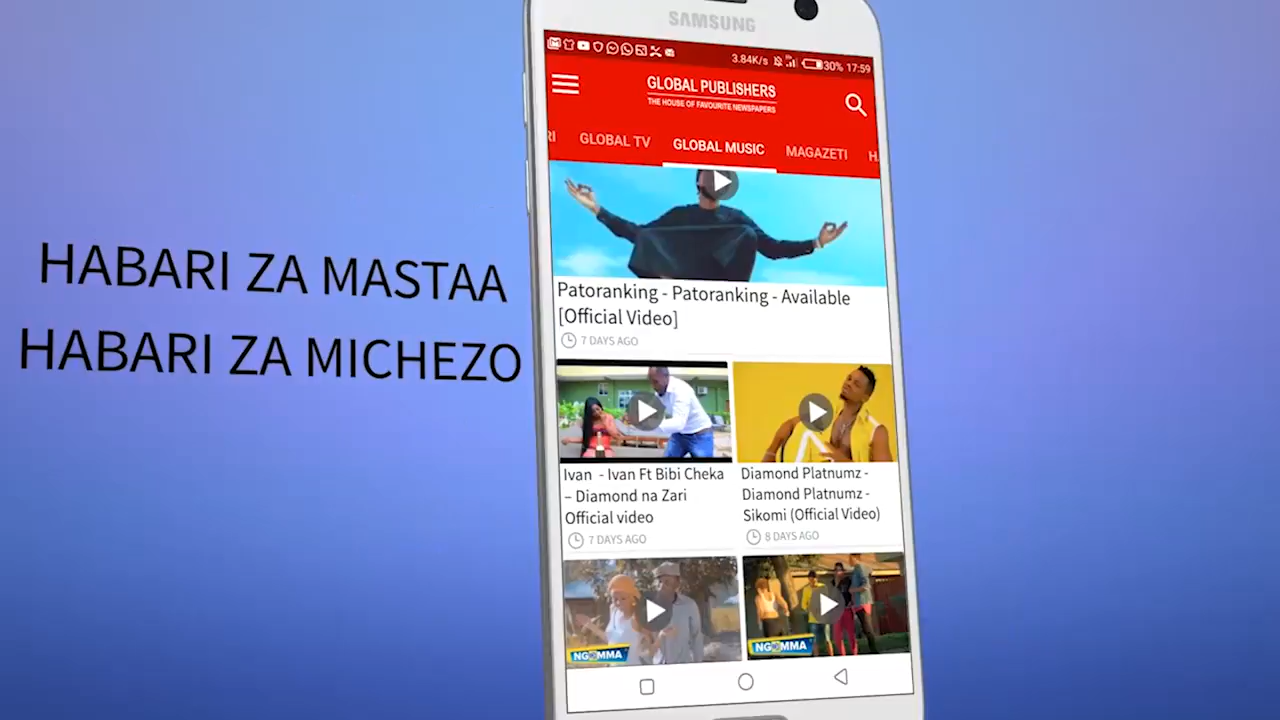 HABARI ZA MASTAA
HABARI ZA MICHEZO
SAMSUNG
3.84K/s 30% 17:59
GLOBAL PUBLISHERS
THE HOUSE OF FAVOURITE NEWSPAPERS
RI GLOBAL TV GLOBAL MUSIC MAGAZETI H
Patoranking - Patoranking - Available
[Official Video]
7 DAYS AGO
Ivan - Ivan Ft Bibi Cheka
– Diamond na Zari
Official video
7 DAYS AGO
Diamond Platnumz -
Diamond Platnumz -
Sikomi (Official Video)
8 DAYS AGO
NGOMMA
NGOMMA